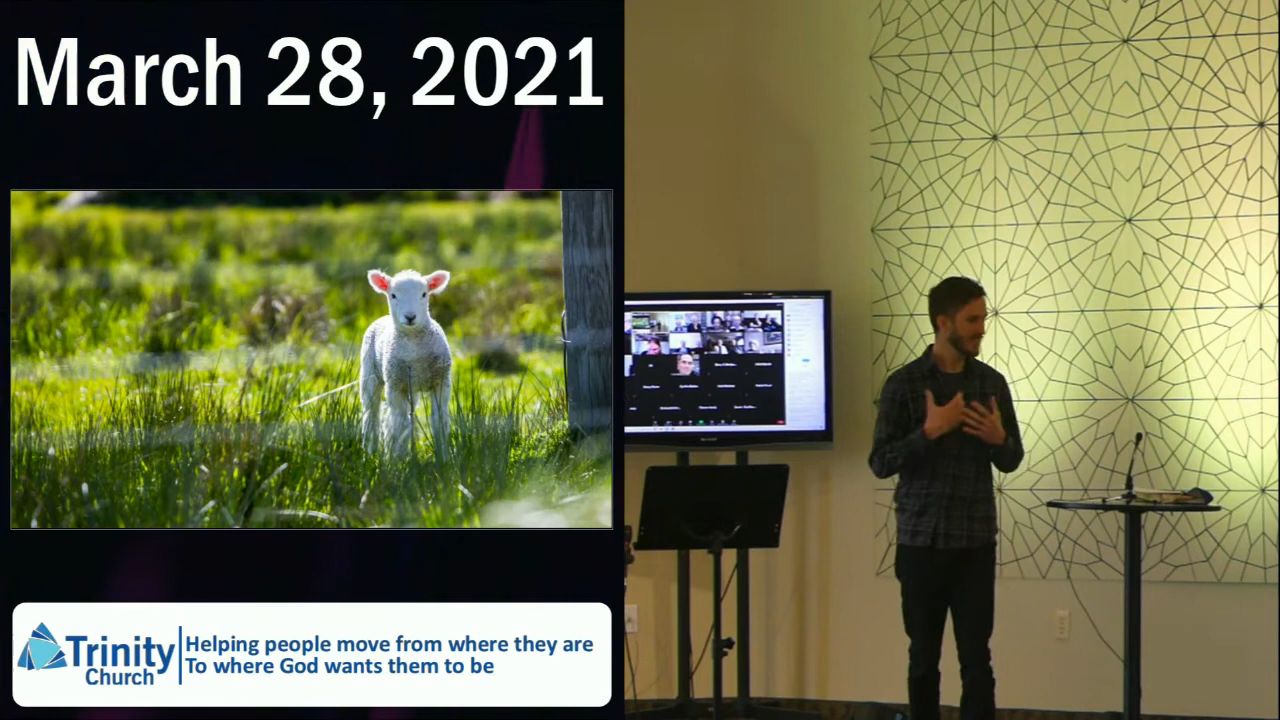 March 28, 2021
Trinity
Church
Helping people move from where they are
To where God wants them to be